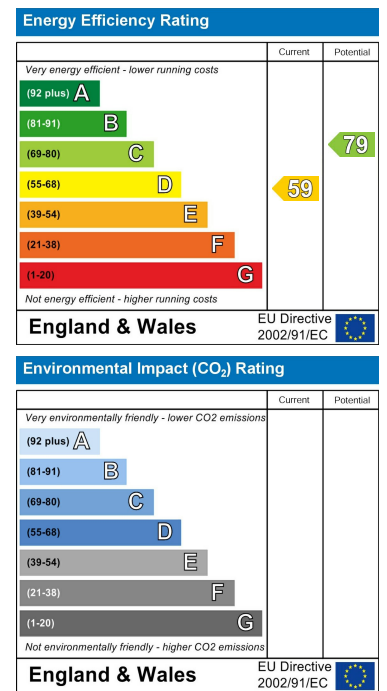 Energy Efficiency Rating
Current Potential
Very energy efficient - lower running costs
(92 plus) A
(81-91) B
(69-80) C
79
(55-68) D
59
(39-54) E
(21-38) F
(1-20) G
Not energy efficient - higher running costs
England & Wales
EU Directive
2002/91/EC
Environmental Impact (CO₂) Rating
Current Potential
Very environmentally friendly - lower CO2 emissions
(92 plus) A
(81-91) B
(69-80) C
(55-68) D
(39-54) E
(21-38) F
(1-20) G
Not environmentally friendly - higher CO2 emissions
England & Wales
EU Directive
2002/91/EC